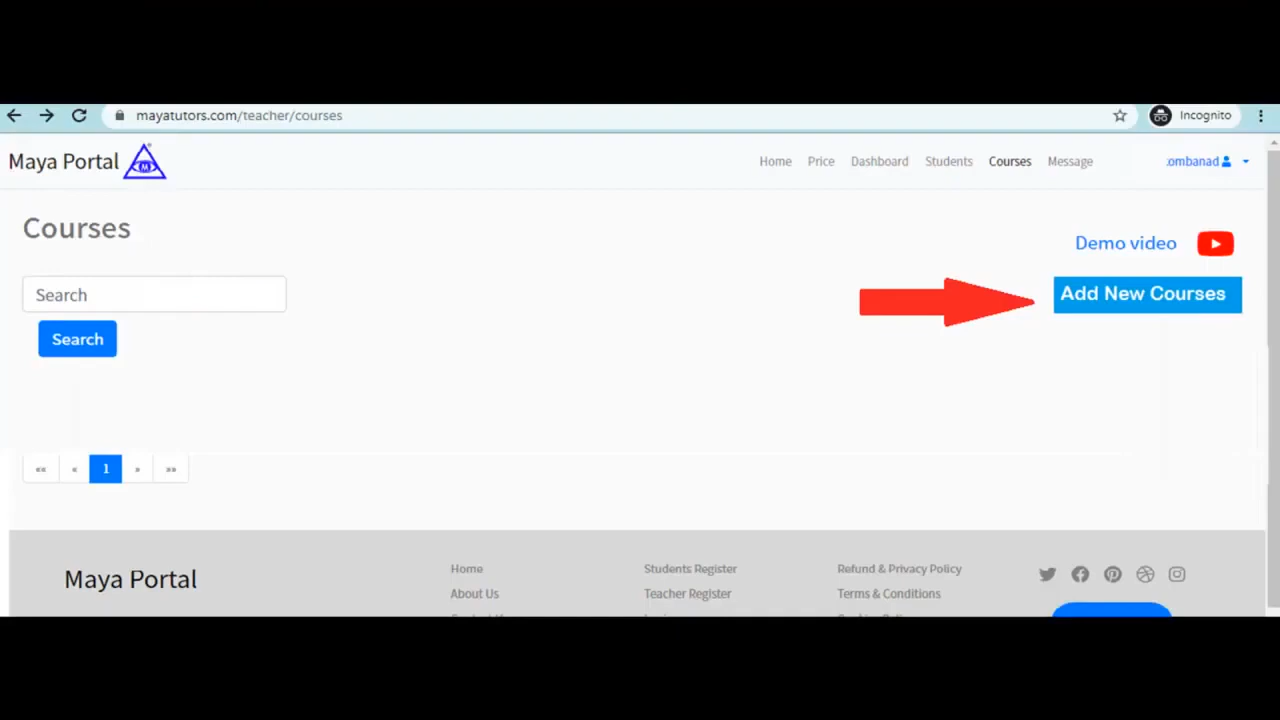 mayatutors.com/teacher/courses
Incognito
Maya Portal M
Home Price Dashboard Students Courses Message ombanad
Courses
Demo video
Search
Add New Courses
Search
«« « 1 » »»
Maya Portal
Home Students Register Refund & Privacy Policy
About Us Teacher Register Terms & Conditions